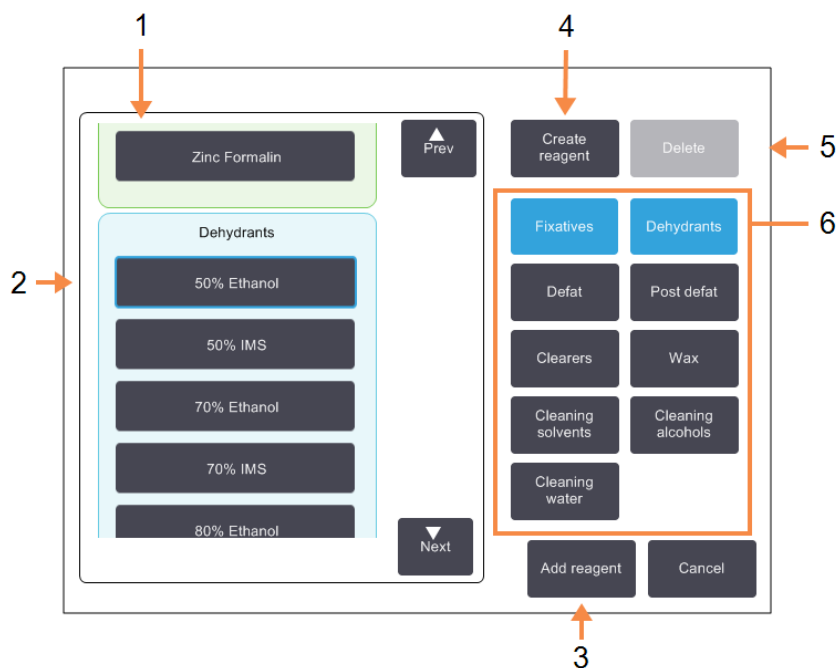 1
4
Zinc Formalin
Prev
Create
reagent
Delete
5
Dehydrants
Fixatives
Dehydrants
6
2
50% Ethanol
Defat
Post defat
50% IMS
Clearers
Wax
70% Ethanol
Cleaning
solvents
Cleaning
alcohols
70% IMS
Cleaning
water
80% Ethanol
Next
Add reagent
Cancel
3